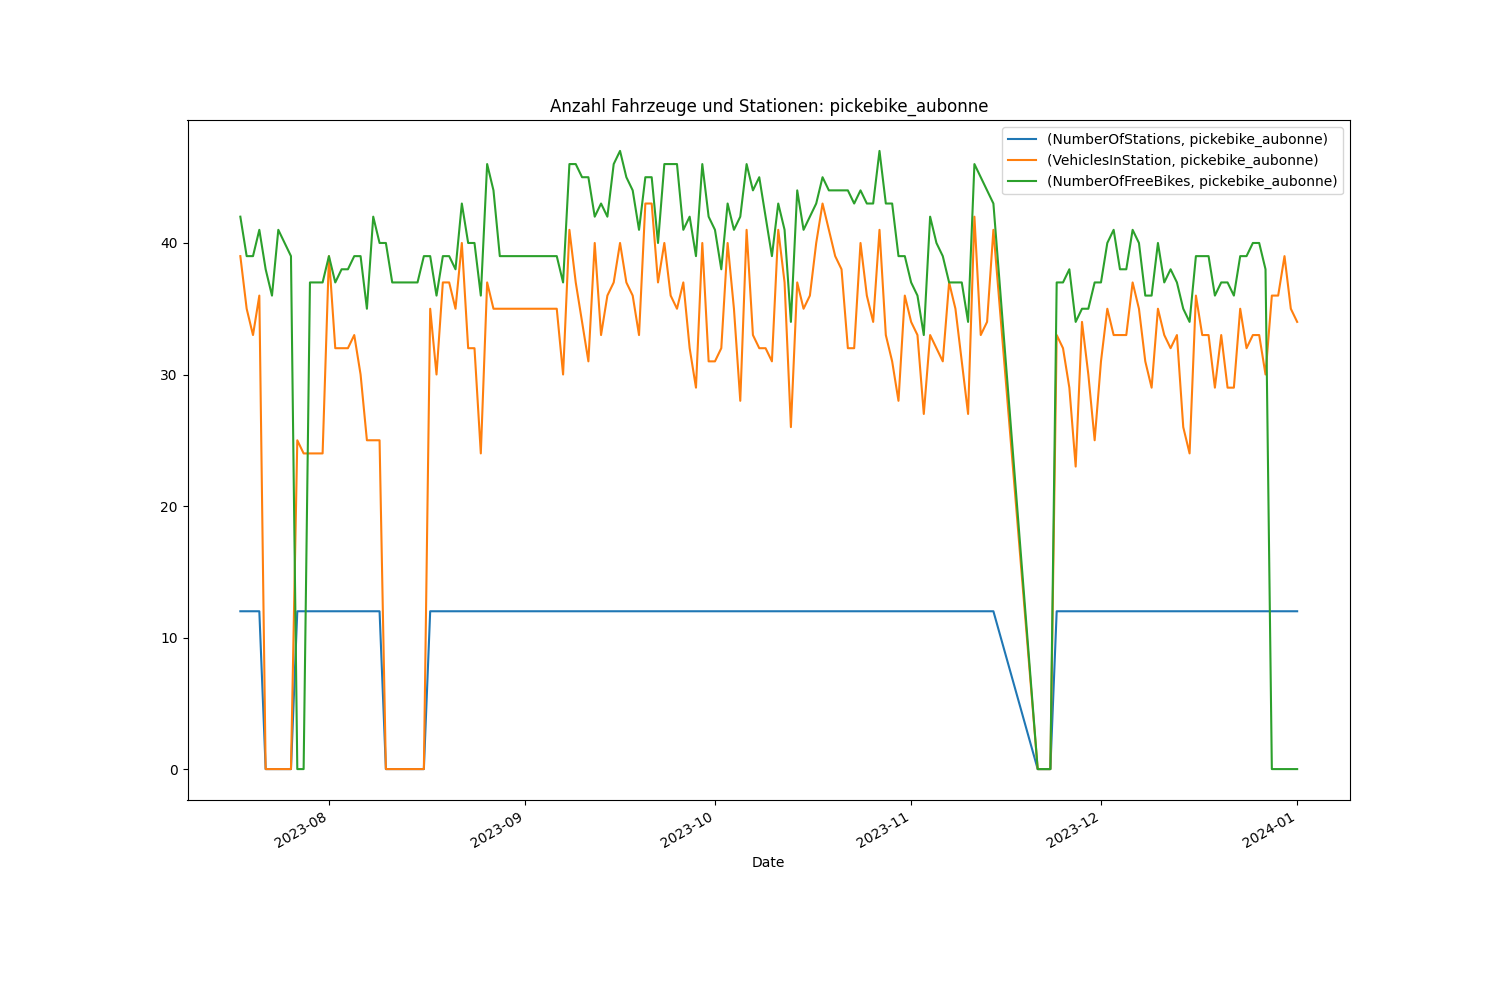 Anzahl Fahrzeuge und Stationen: pickebike_aubonne
(NumberOfStations, pickebike_aubonne)
(VehiclesInStation, pickebike_aubonne)
(NumberOfFreeBikes, pickebike_aubonne)
40
30
20
10
0
2023-08
2023-09
2023-10
2023-11
2023-12
2024-01
Date